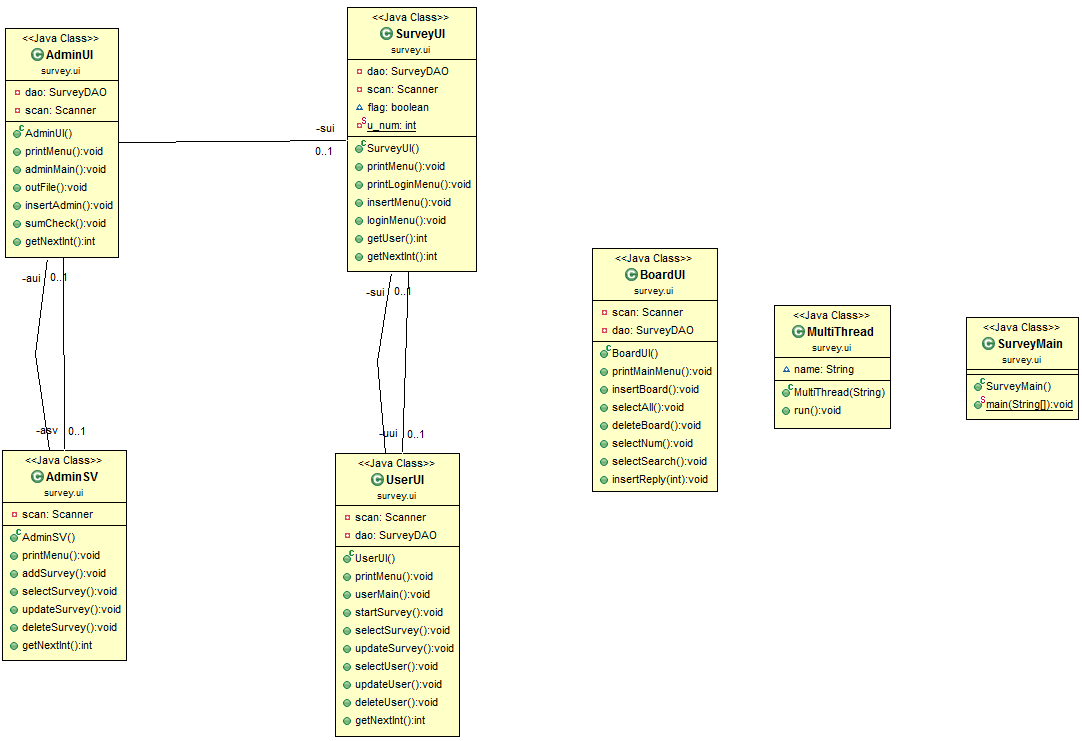 <<Java Class>>
AdminUI
survey.ui
dao: SurveyDAO
scan: Scanner
AdminUI()
printMenu():void
adminMain():void
outFile():void
insertAdmin():void
sumCheck():void
getNextInt():int
-sui
0..1
<<Java Class>>
SurveyUI
survey.ui
dao: SurveyDAO
scan: Scanner
flag: boolean
u_num: int
SurveyUI()
printMenu():void
printLoginMenu():void
insertMenu():void
loginMenu():void
getUser():int
getNextInt():int
-aui 0..1
-asv 0..1
<<Java Class>>
AdminSV
survey.ui
scan: Scanner
AdminSV()
printMenu():void
addSurvey():void
selectSurvey():void
updateSurvey():void
deleteSurvey():void
getNextInt():int
-sui 0..1
-uui 0..1
<<Java Class>>
UserUI
survey.ui
scan: Scanner
dao: SurveyDAO
UserUI()
printMenu():void
userMain():void
startSurvey():void
selectSurvey():void
updateSurvey():void
selectUser():void
updateUser():void
deleteUser():void
getNextInt():int
<<Java Class>>
BoardUI
survey.ui
scan: Scanner
dao: SurveyDAO
BoardUI()
printMainMenu():void
insertBoard():void
selectAll():void
deleteBoard():void
selectNum():void
selectSearch():void
insertReply(int):void
<<Java Class>>
MultiThread
survey.ui
name: String
MultiThread(String)
run():void
<<Java Class>>
SurveyMain
survey.ui
SurveyMain()
main(String[]):void